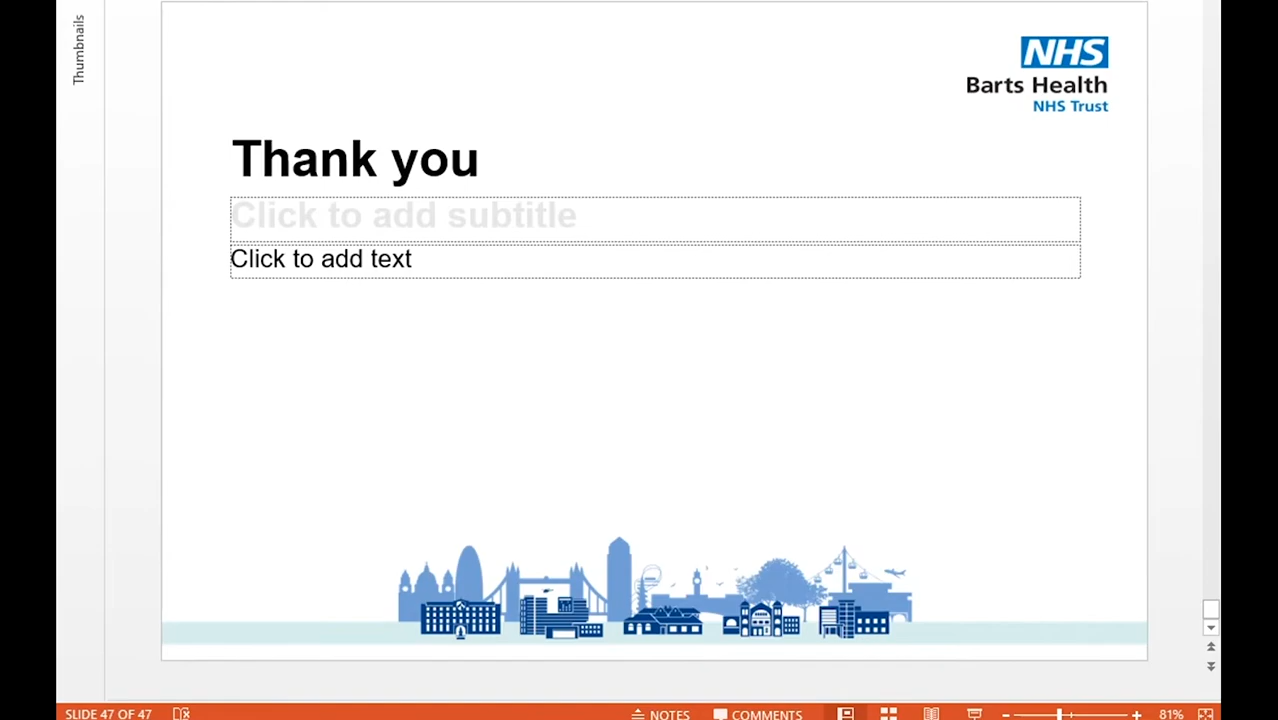 Thumbnails
NHS
Barts Health
NHS Trust
Thank you
Click to add subtitle
Click to add text
SLIDE 47 OF 47
NOTES
COMMENTS
81%